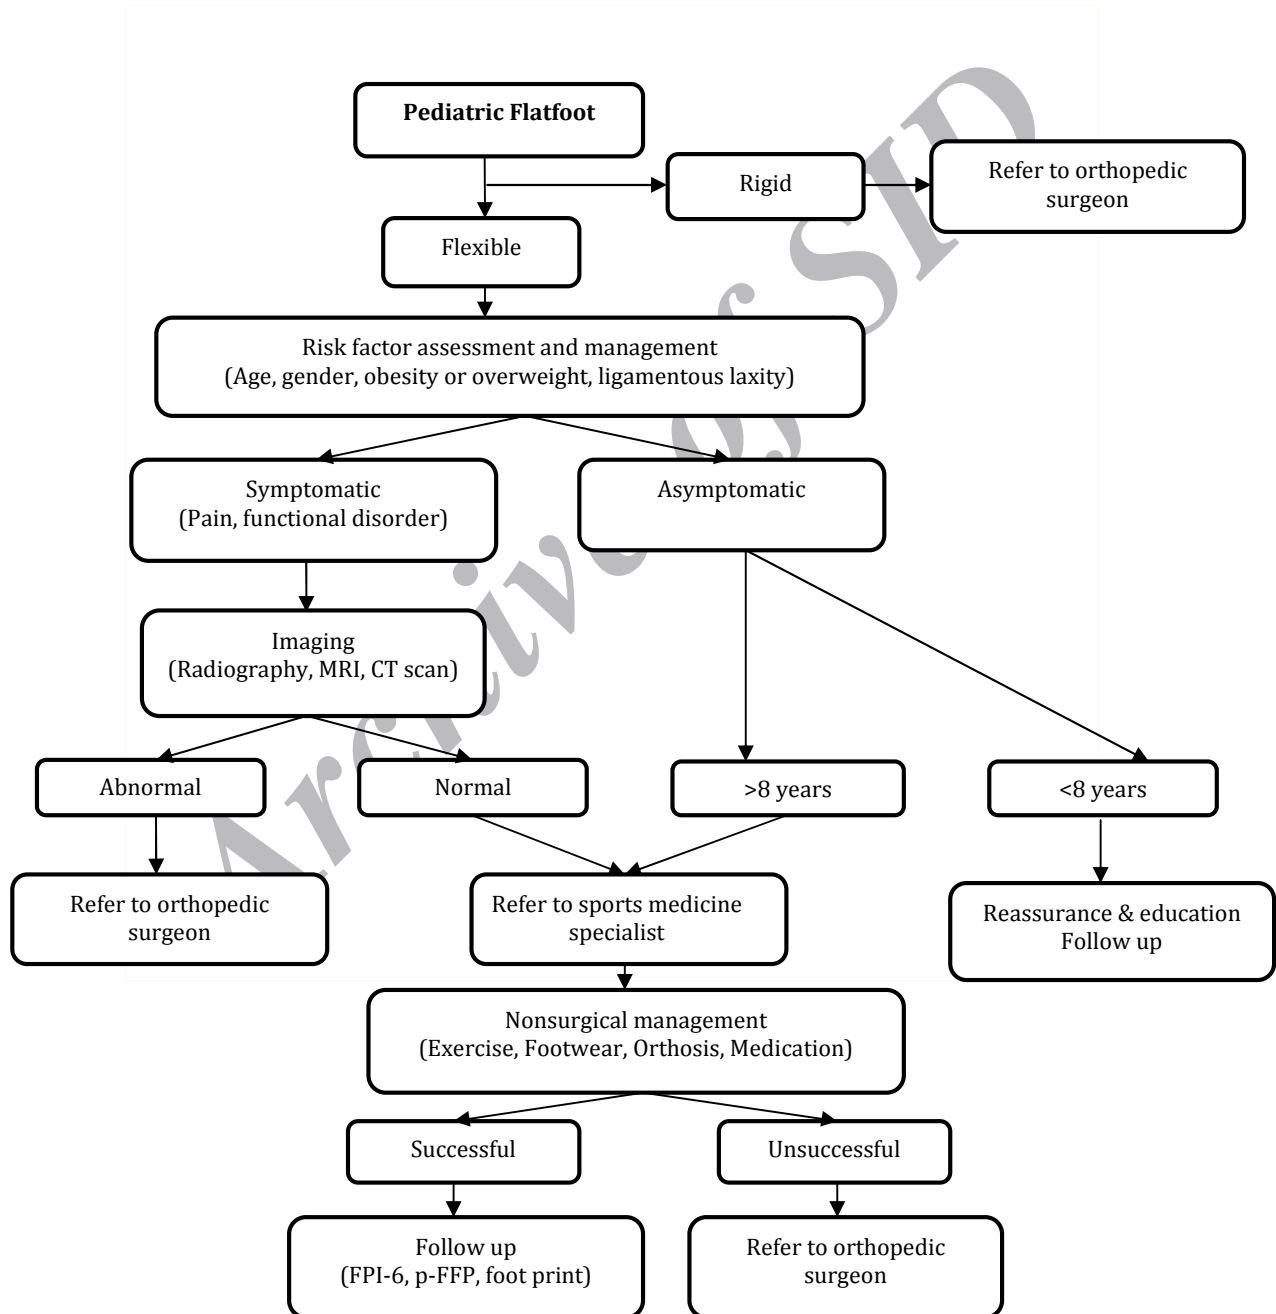 Pediatric Flatfoot
Rigid
Refer to orthopedic
surgeon
Flexible
Risk factor assessment and management
(Age, gender, obesity or overweight, ligamentous laxity)
Symptomatic
(Pain, functional disorder)
Asymptomatic
Imaging
(Radiography, MRI, CT scan)
Abnormal
Normal
>8 years
<8 years
Refer to orthopedic
surgeon
Refer to sports medicine
specialist
Reassurance & education
Follow up
Nonsurgical management
(Exercise, Footwear, Orthosis, Medication)
Successful
Unsuccessful
Follow up
(FPI-6, p-FFP, foot print)
Refer to orthopedic
surgeon
Archive of SID